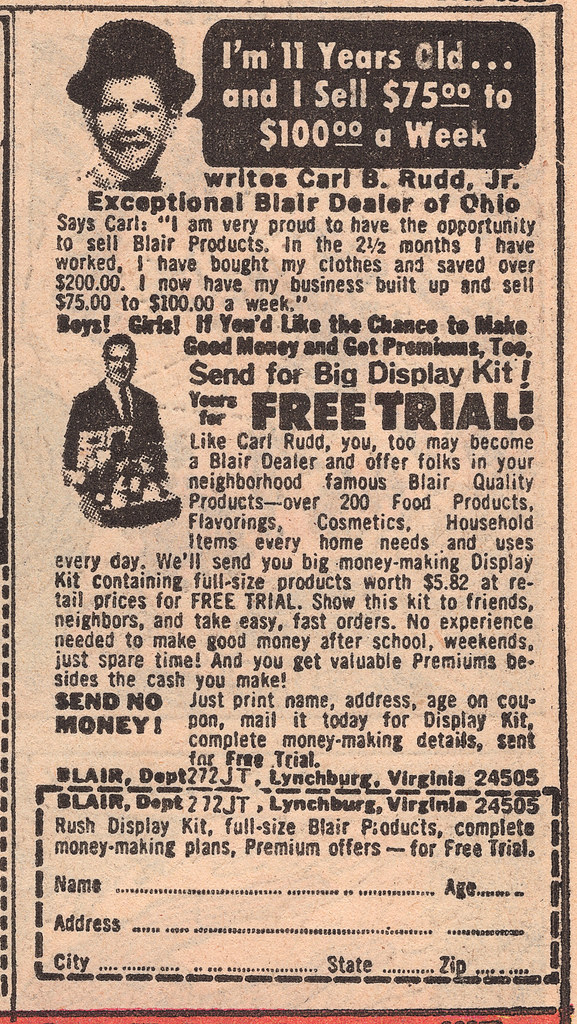 I'm 11 Years Old...
and I Sell $75⁰⁰ to
$100⁰⁰ a Week
writes Carl B. Rudd, Jr.
Exceptional Blair Dealer of Ohio
Says Carl: "I am very proud to have the opportunity
to sell Blair Products. In the 2½ months I have
worked, I have bought my clothes and saved over
$200.00. I now have my business built up and sell
$75.00 to $100.00 a week."
Boys! Girls! If You'd Like the Chance to Make
Good Money and Get Premiums, Too,
Send for Big Display Kit!
Yours for FREE TRIAL!
Like Carl Rudd, you, too may become
a Blair Dealer and offer folks in your
neighborhood famous Blair Quality
Products—over 200 Food Products,
Flavorings, Cosmetics, Household
Items every home needs and uses
every day. We'll send you big money-making Display
Kit containing full-size products worth $5.82 at re-
tail prices for FREE TRIAL. Show this kit to friends,
neighbors, and take easy, fast orders. No experience
needed to make good money after school, weekends,
just spare time! And you get valuable Premiums be-
sides the cash you make!
SEND NO MONEY! Just print name, address, age on cou-
pon, mail it today for Display Kit,
complete money-making details, sent
for Free Trial.
BLAIR, Dept 272JT, Lynchburg, Virginia 24505
BLAIR, Dept 272JT, Lynchburg, Virginia 24505
Rush Display Kit, full-size Blair Products, complete
money-making plans, Premium offers — for Free Trial.
Name Age
Address
City State Zip